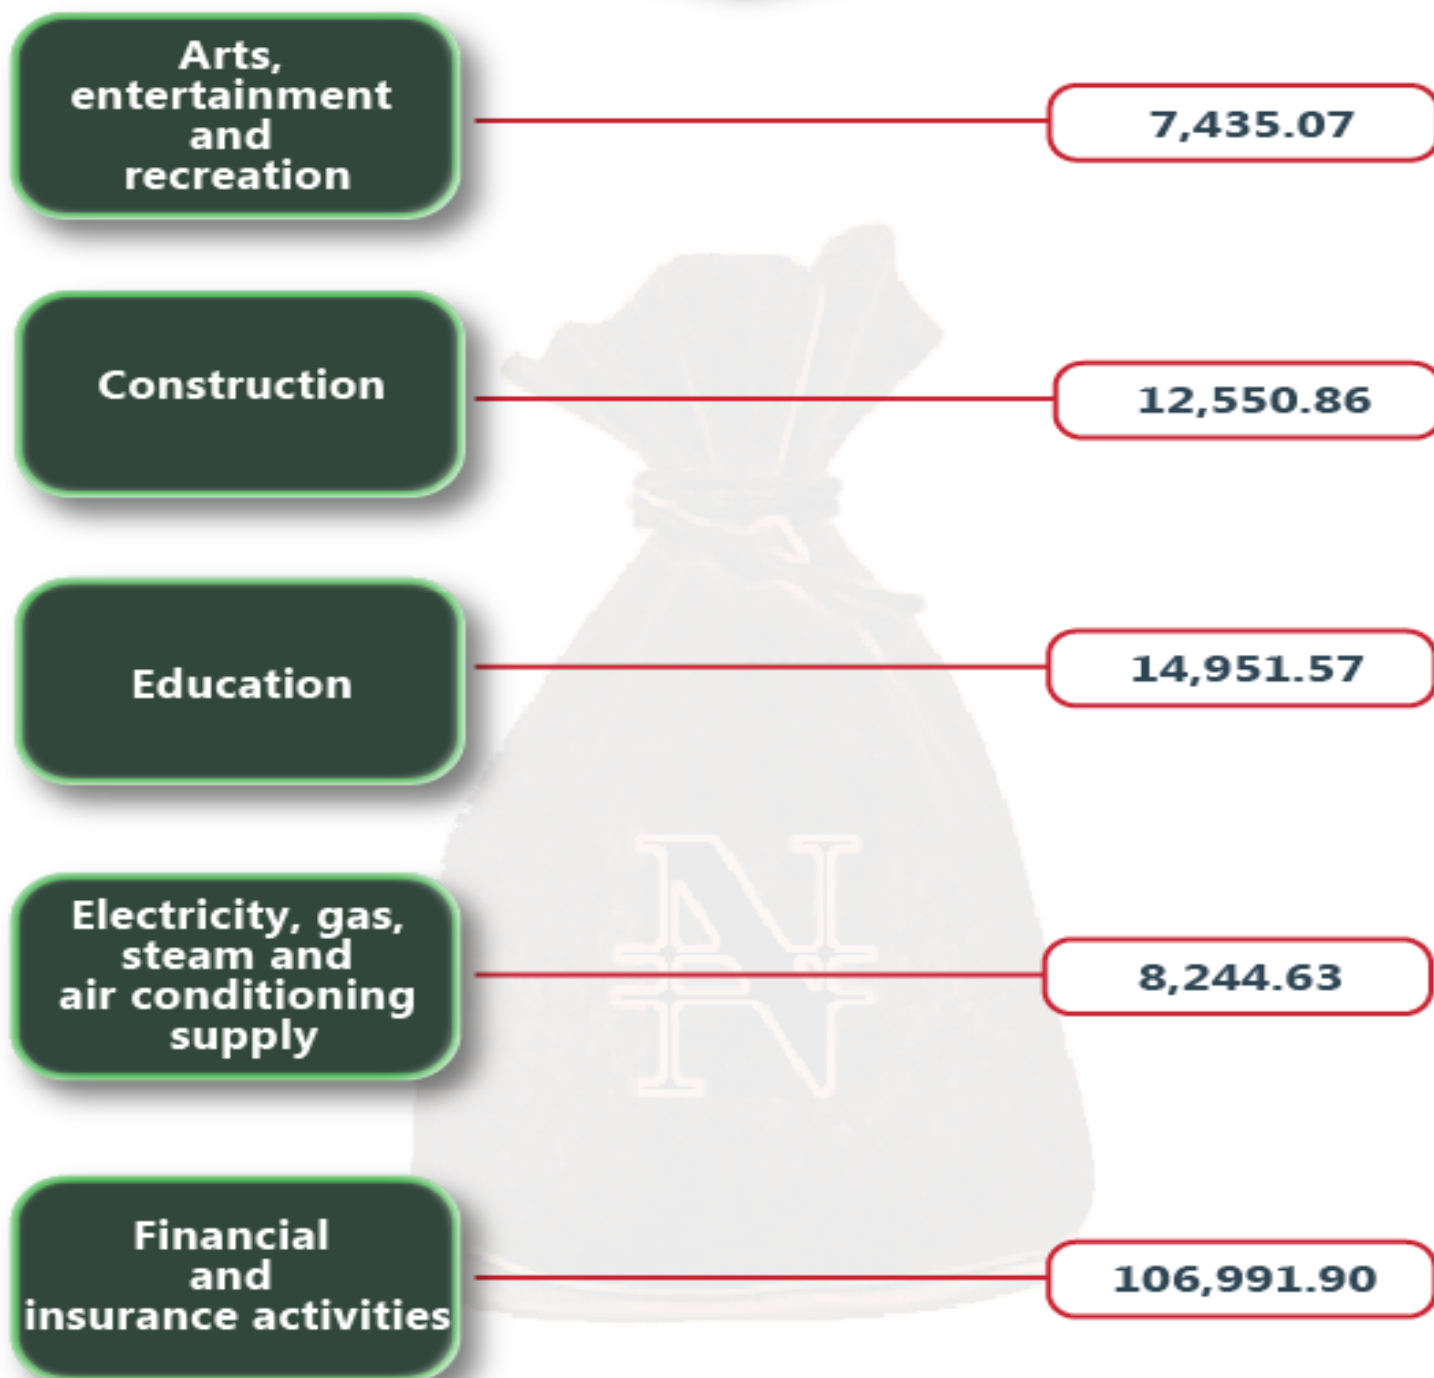 Arts,
entertainment
and
recreation
7,435.07
Construction
12,550.86
Education
14,951.57
Electricity, gas,
steam and
air conditioning
supply
8,244.63
Financial
and
insurance activities
106,991.90
₦